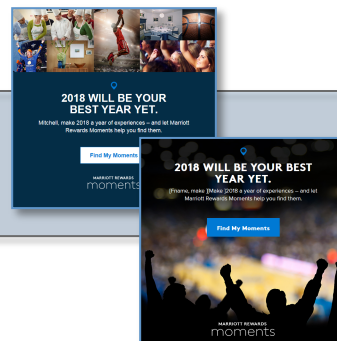 2018 WILL BE YOUR
BEST YEAR YET.
Mitchell, make 2018 a year of experiences – and let Marriott
Rewards Moments help you find them.
Find My Moments
MARRIOTT REWARDS
moments
2018 WILL BE YOUR BEST
YEAR YET.
[Fname, make ]Make ]2018 a year of experiences – and let
Marriott Rewards Moments help you find them.
Find My Moments
MARRIOTT REWARDS
moments